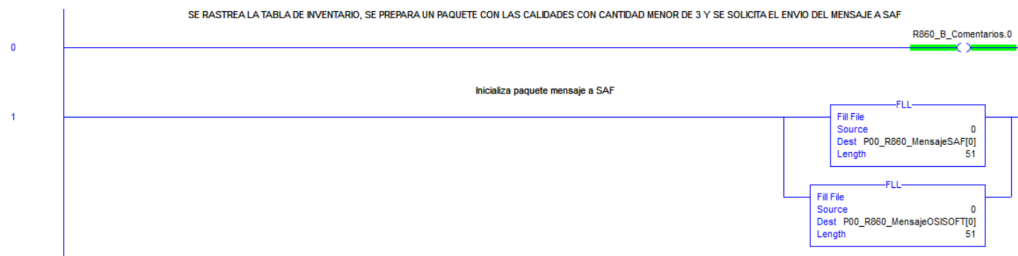 SE RASTREA LA TABLA DE INVENTARIO, SE PREPARA UN PAQUETE CON LAS CALIDADES CON CANTIDAD MENOR DE 3 Y SE SOLICITA EL ENVIO DEL MENSAJE A SAF
R860_B_Comentarios.0
0
Inicializa paquete mensaje a SAF
1
FLL
Fill File
Source 0
Dest P00_R860_MensajeSAF[0]
Length 51
FLL
Fill File
Source 0
Dest P00_R860_MensajeOSISOFT[0]
Length 51